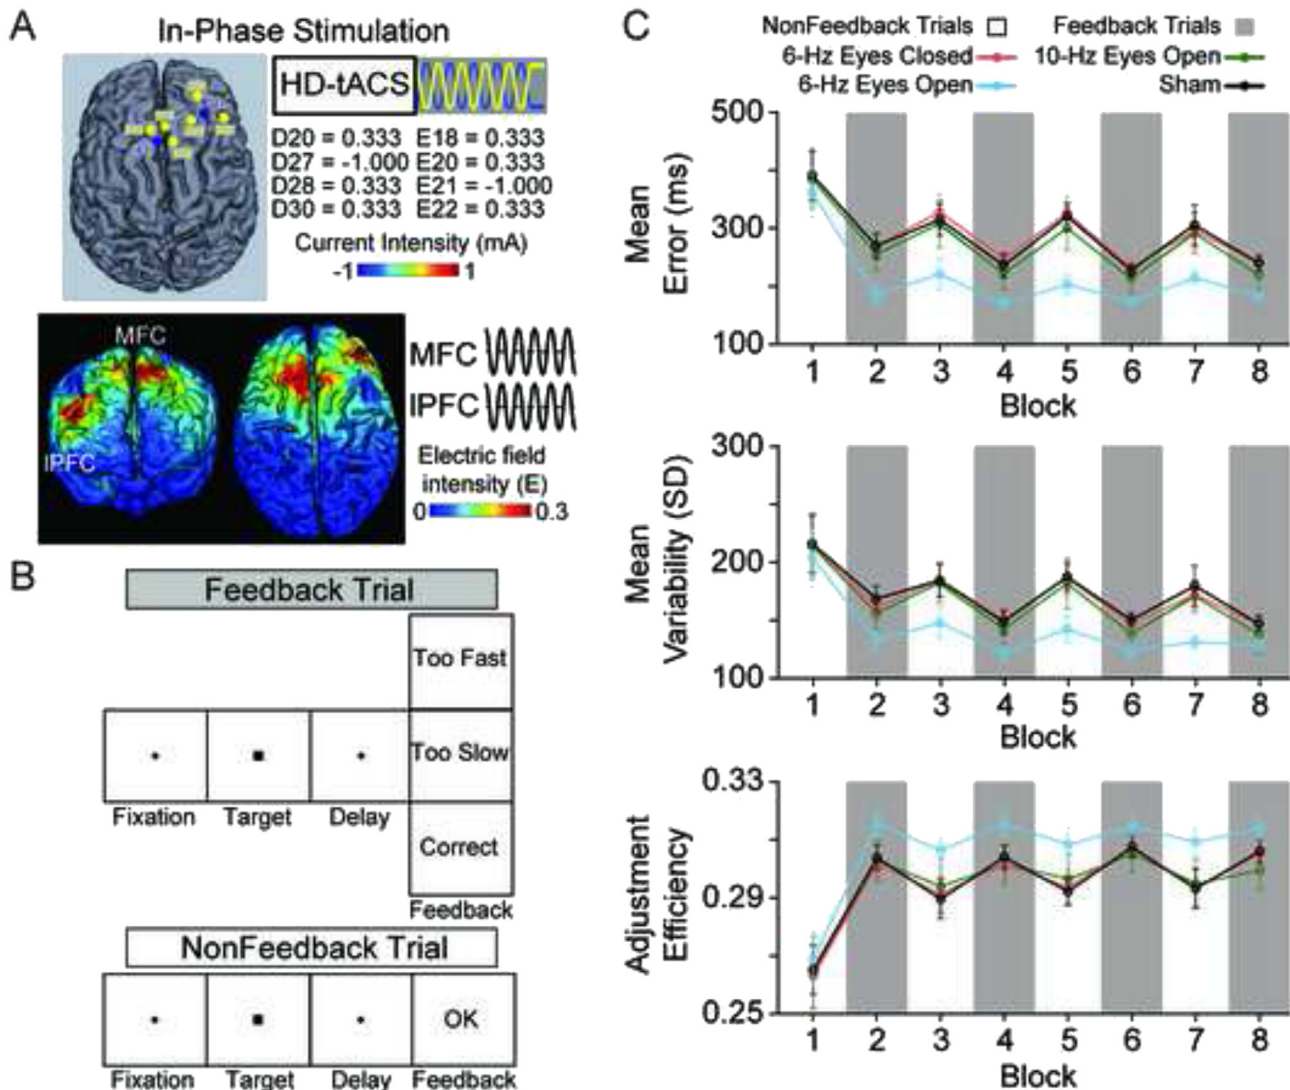 A
In-Phase Stimulation
HD-tACS
D20 = 0.333 E18 = 0.333
D27 = -1.000 E20 = 0.333
D28 = 0.333 E21 = -1.000
D30 = 0.333 E22 = 0.333
Current Intensity (mA)
-1 1
MFC
lPFC
MFC
lPFC
Electric field
intensity (E)
0 0.3
B
Feedback Trial
Too Fast
Too Slow
Correct
Fixation Target Delay
Feedback
NonFeedback Trial
OK
Fixation Target Delay Feedback
C
NonFeedback Trials Feedback Trials
6-Hz Eyes Closed 10-Hz Eyes Open
6-Hz Eyes Open Sham
Mean
Error (ms)
500
300
100
1 2 3 4 5 6 7 8
Block
Mean
Variability (SD)
300
200
100
1 2 3 4 5 6 7 8
Block
Adjustment
Efficiency
0.33
0.29
0.25
1 2 3 4 5 6 7 8
Block